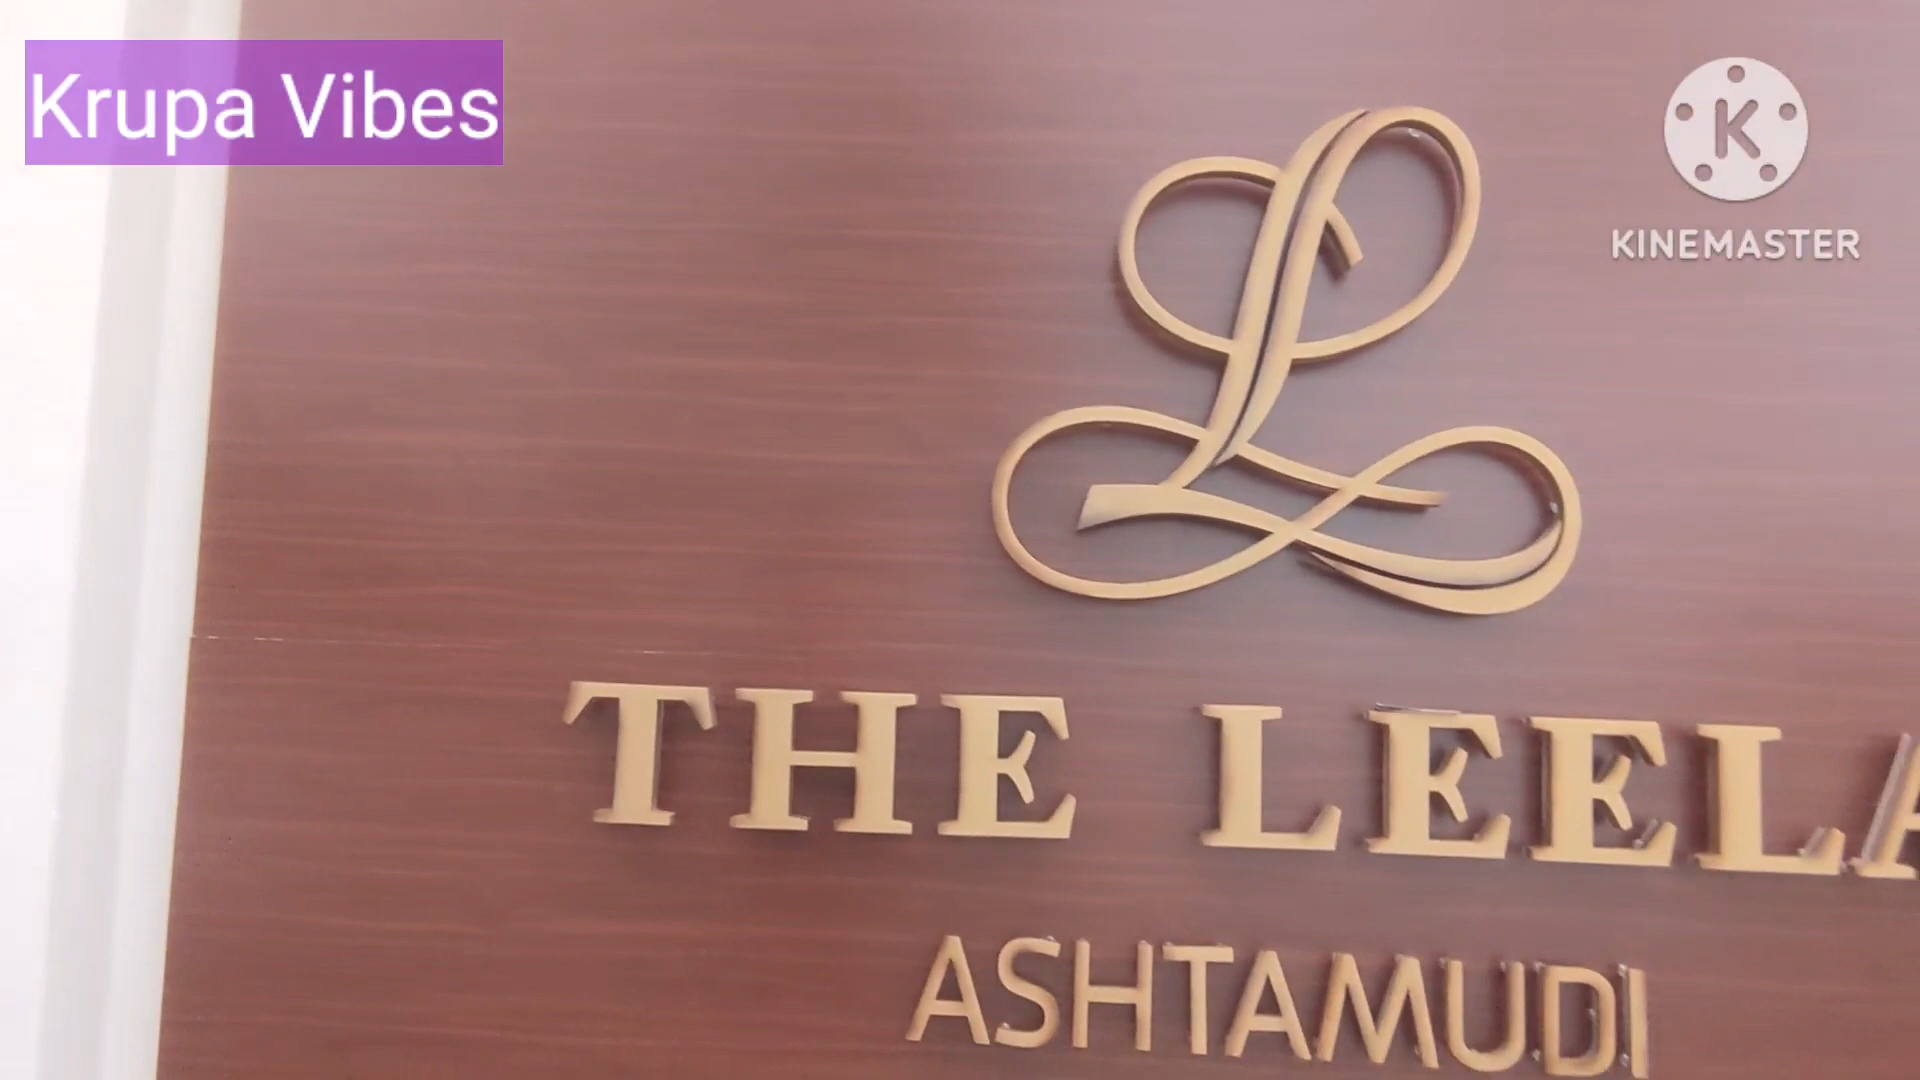 Krupa Vibes
K
KINEMASTER
L
THE LEELA
ASHTAMUDI